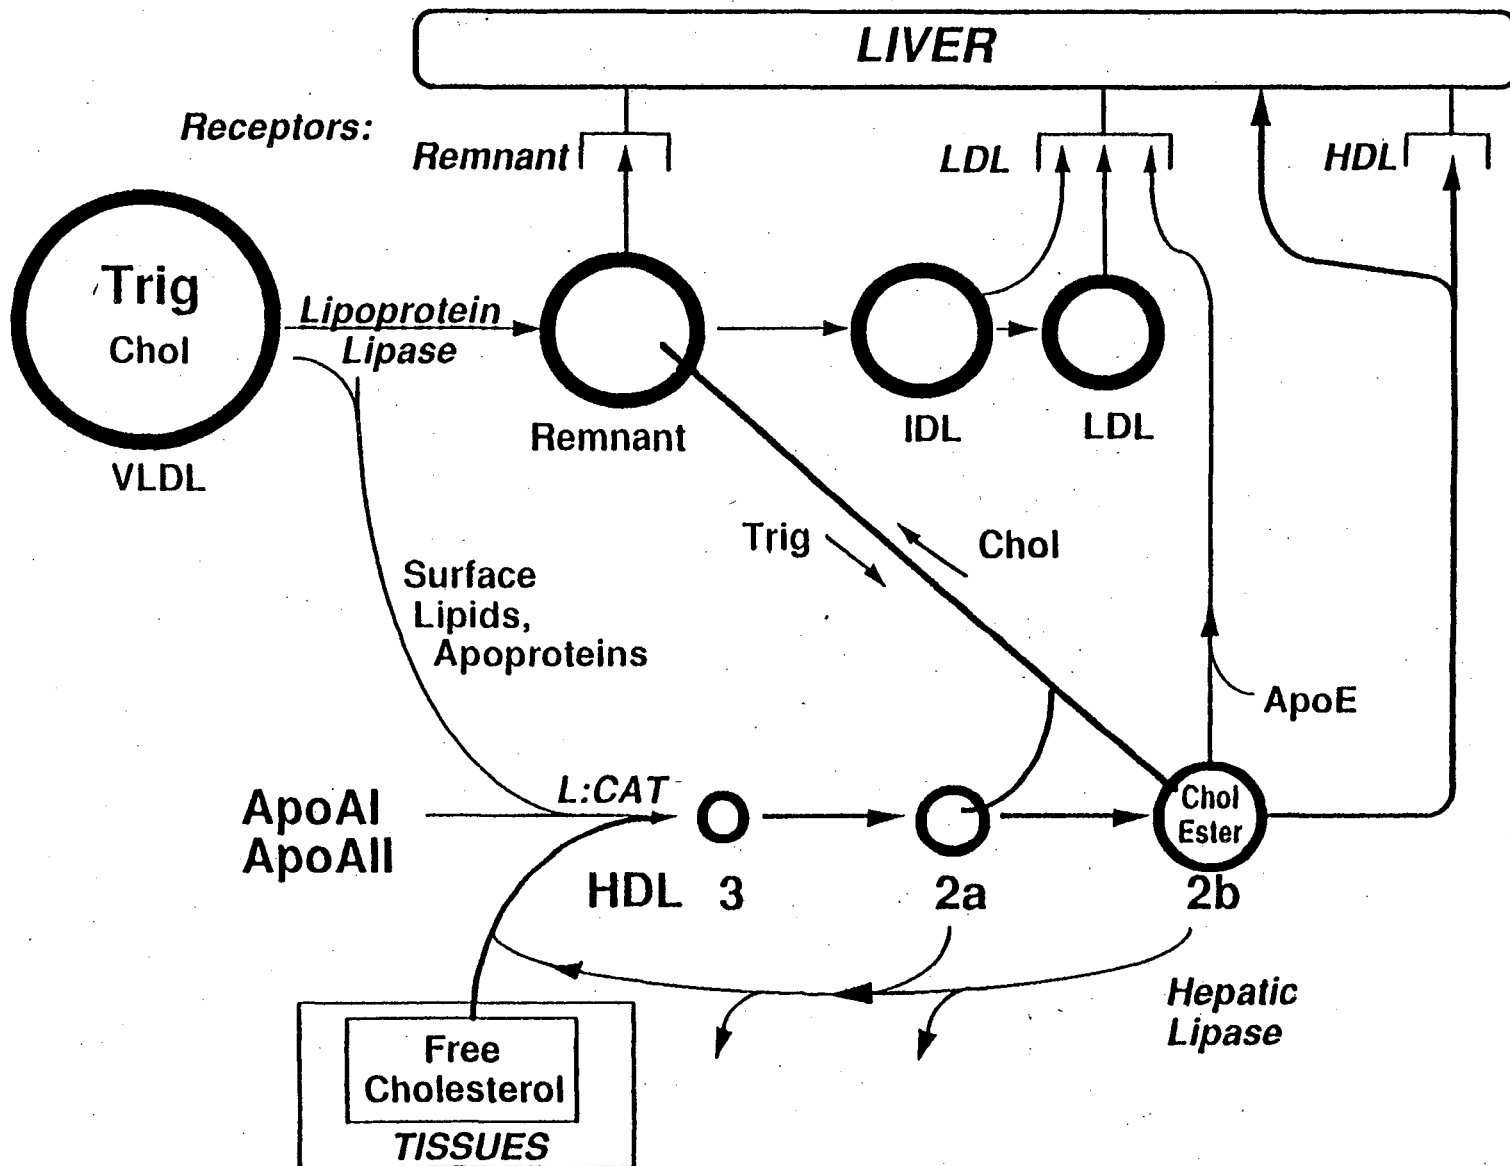 LIVER
Receptors:
Remnant
LDL
HDL
Trig
Chol
VLDL
Lipoprotein
Lipase
Remnant
IDL
LDL
Trig
Chol
Surface
Lipids,
Apoproteins
ApoE
ApoAI
ApoAII
L:CAT
Chol
Ester
HDL 3
2a
2b
Hepatic
Lipase
Free
Cholesterol
TISSUES